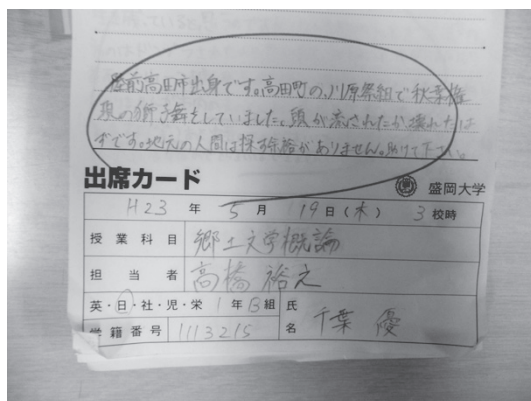 陸前高田市出身です。高田町の、川原祭組で秋葉権
現の獅子舞をしていました。頭が流されたか、壊れたは
ずです。地元の人間は探す余裕がありません。助けて下さい。
出席カード
盛岡大学
H23 年 5 月 19 日(木) 3 校時
授業科目 郷土文学概論
担当者 高橋裕之
英・日・社・児・栄 1 年 B 組
学籍番号 1113215
氏名 千葉 優